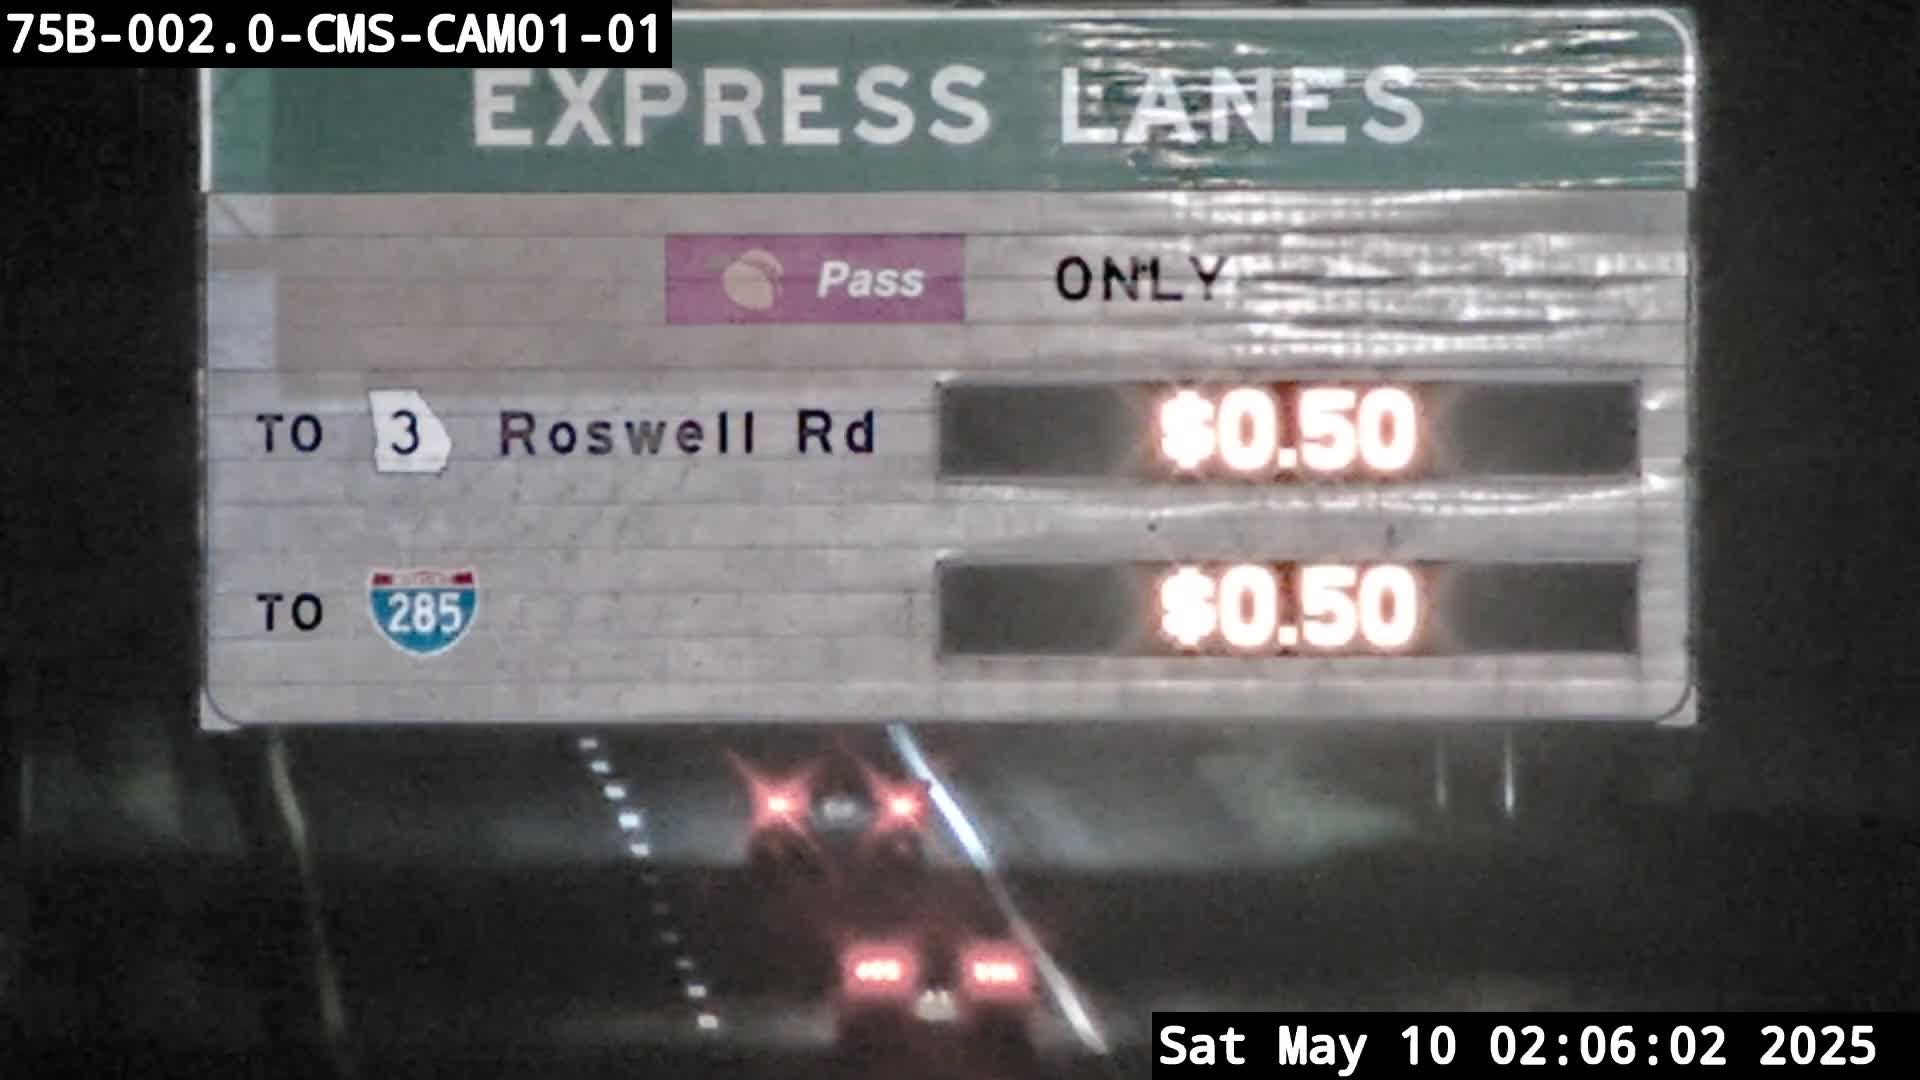 75B-002.0-CMS-CAM01-01
EXPRESS LANES
Pass ONLY
TO 3 Roswell Rd $0.50
TO 285 $0.50
Sat May 10 02:06:02 2025